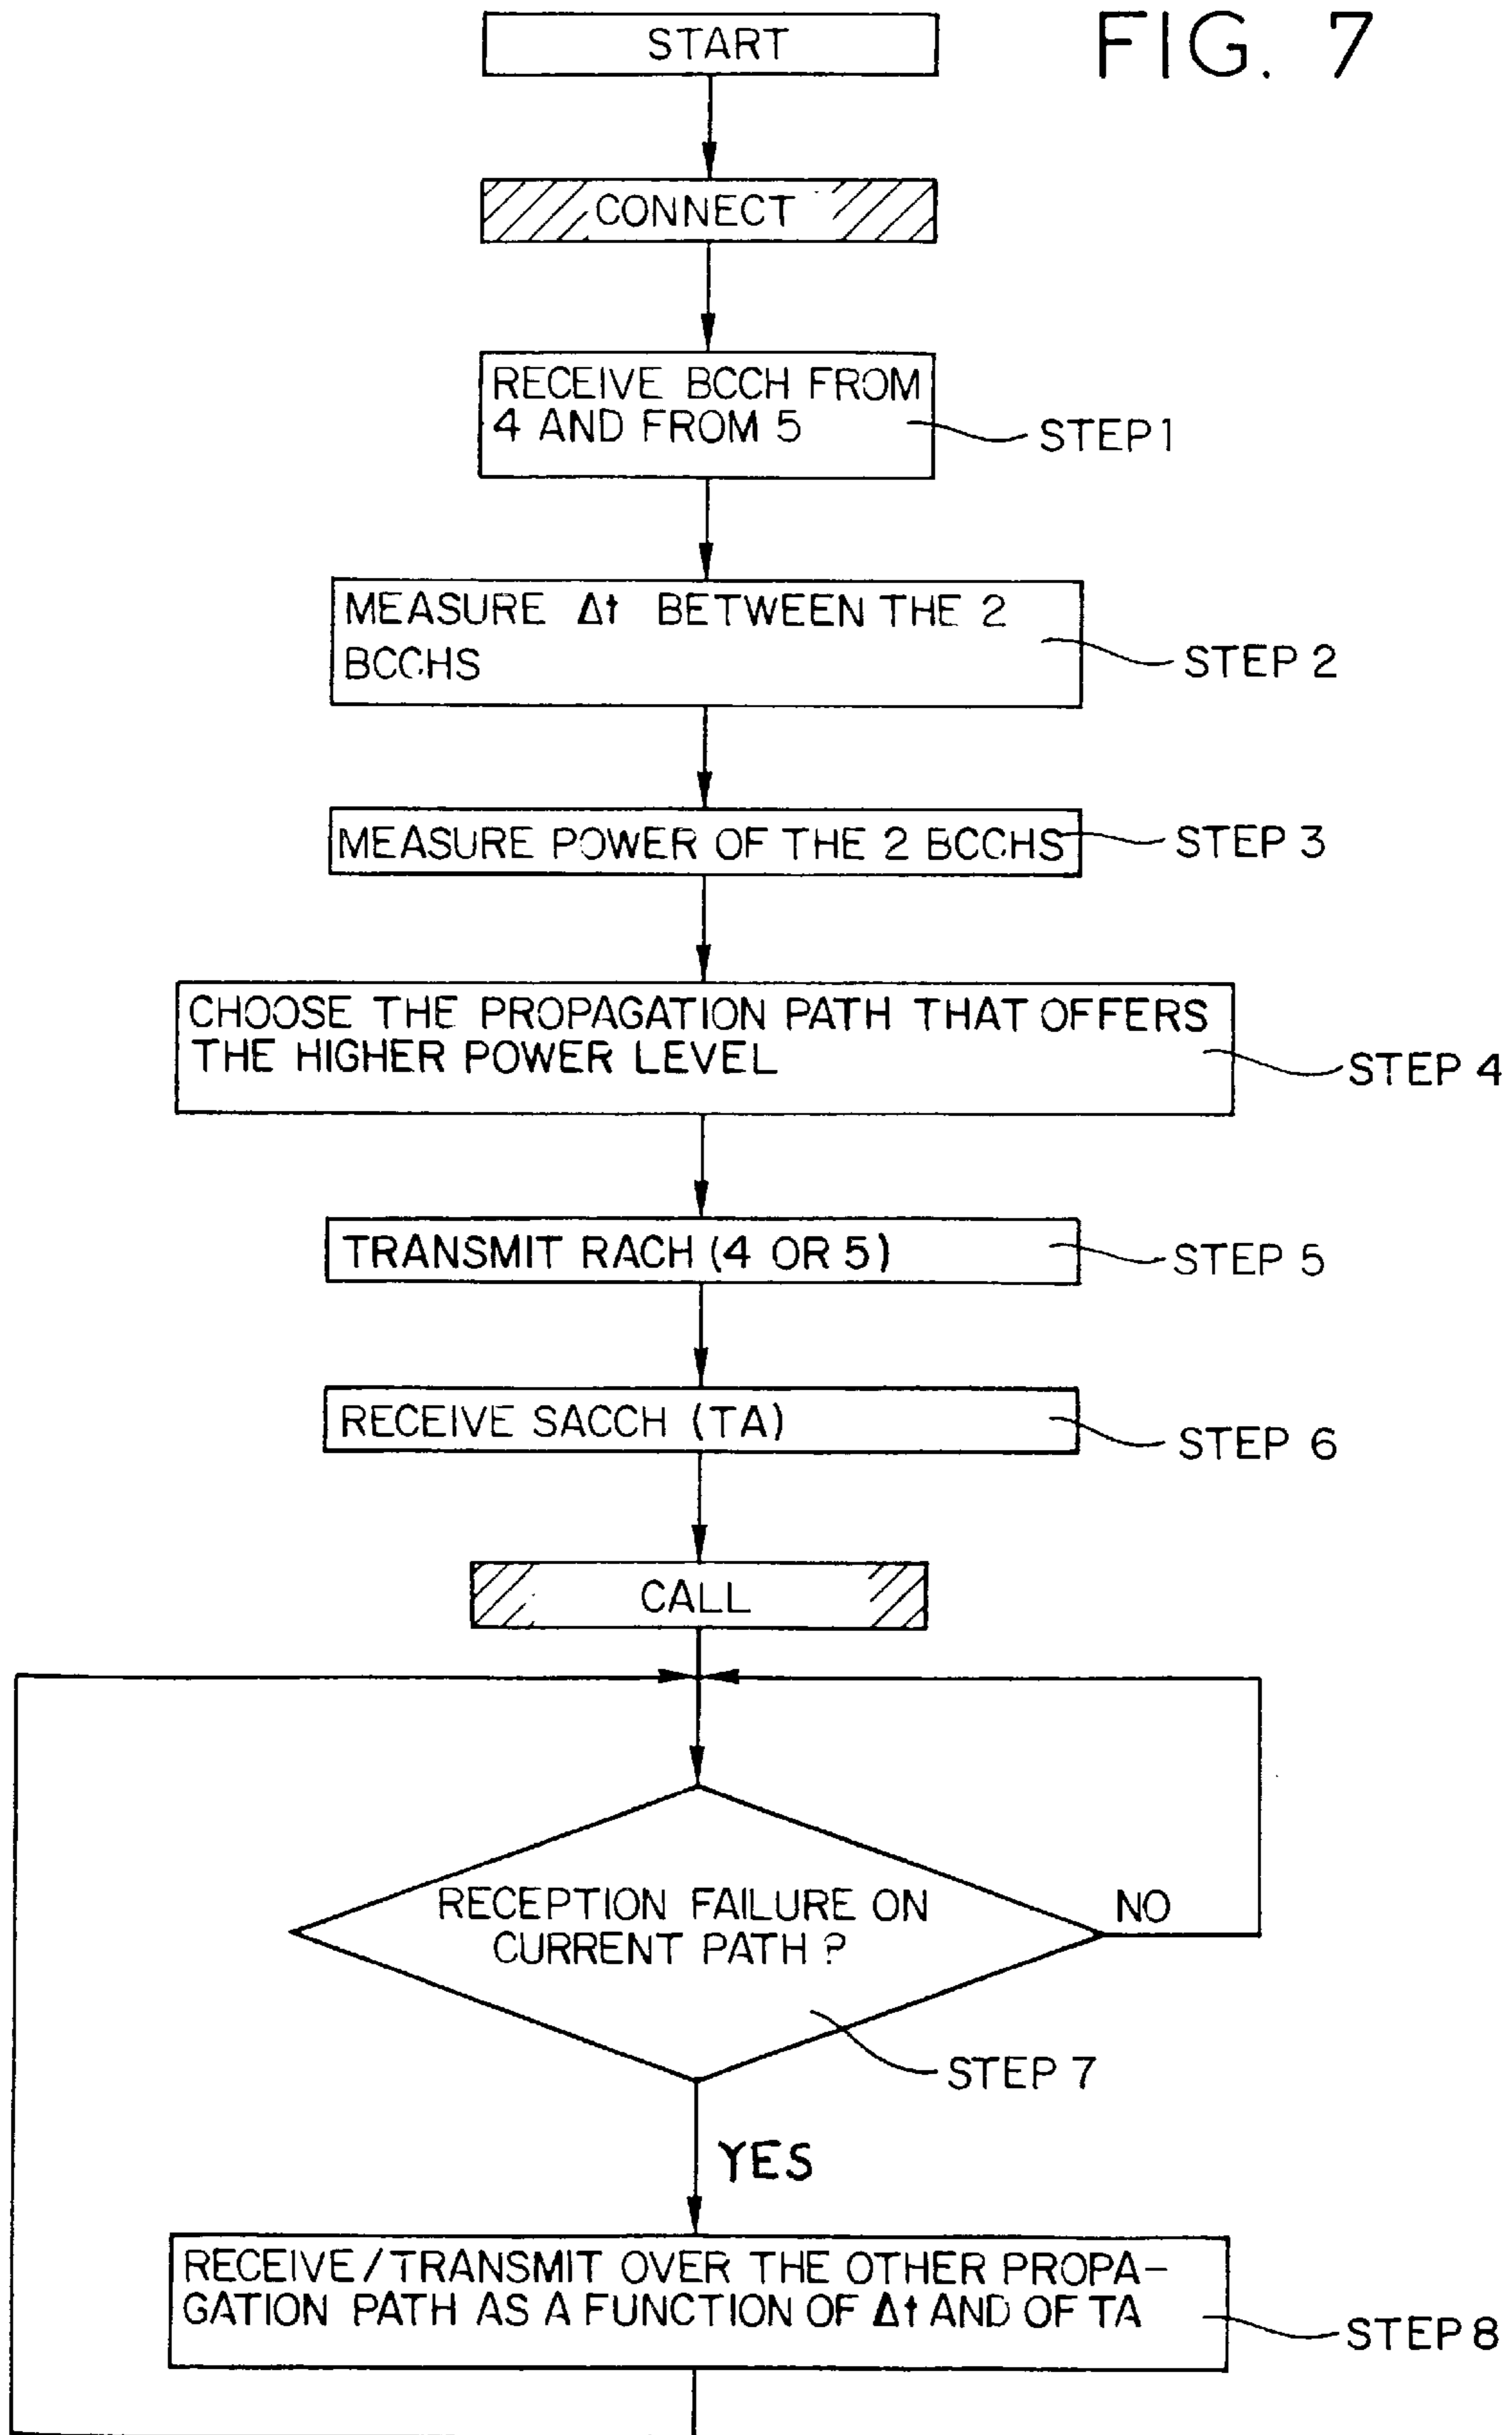 FIG. 7
START
CONNECT
RECEIVE BCCH FROM
4 AND FROM 5
STEP 1
MEASURE Δt BETWEEN THE 2
BCCHS
STEP 2
MEASURE POWER OF THE 2 BCCHS
STEP 3
CHOOSE THE PROPAGATION PATH THAT OFFERS
THE HIGHER POWER LEVEL
STEP 4
TRANSMIT RACH (4 OR 5)
STEP 5
RECEIVE SACCH (TA)
STEP 6
CALL
RECEPTION FAILURE ON
CURRENT PATH ?
NO
STEP 7
YES
RECEIVE/TRANSMIT OVER THE OTHER PROPA-
GATION PATH AS A FUNCTION OF Δt AND OF TA
STEP 8